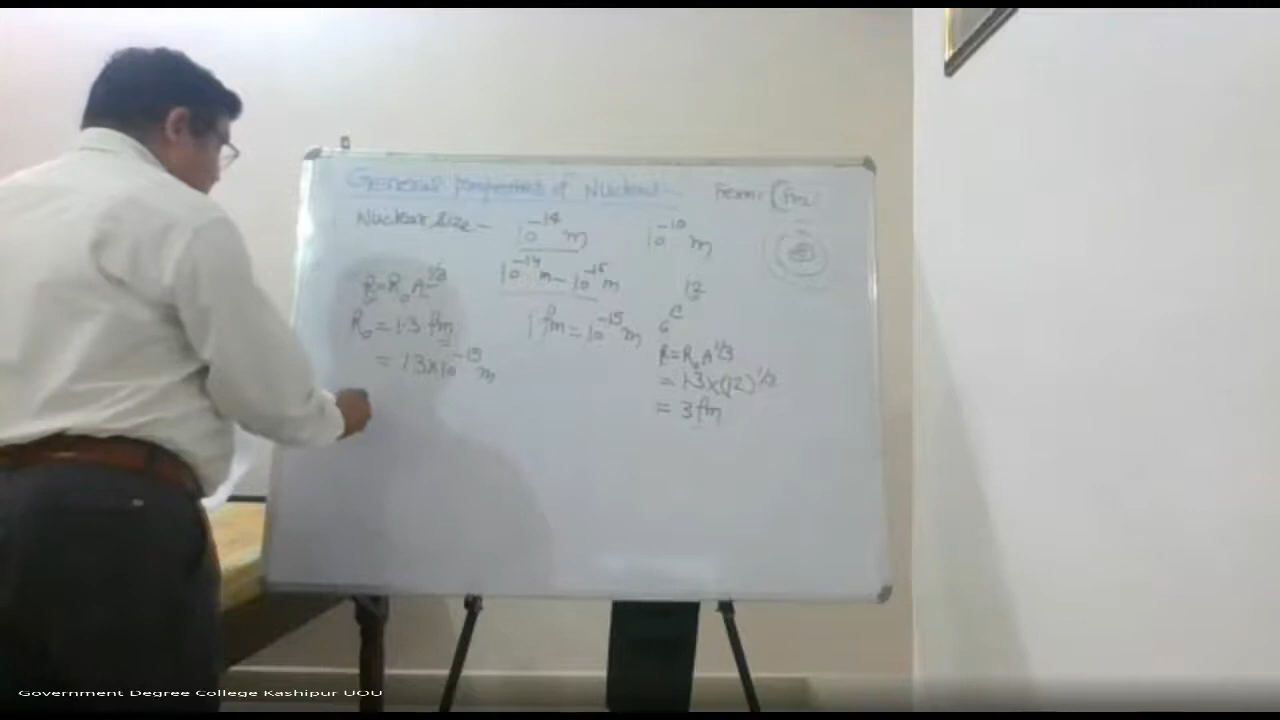 General properties of Nucleus - Fermi (fm)
Nuclear Size - 10⁻¹⁴ m 10⁻¹⁰ m
10⁻¹⁴ m - 10⁻¹⁵ m
R = R₀ A^1/3
R₀ = 1.3 fm
= 1.3 × 10⁻¹⁵ m
1 fm = 10⁻¹⁵ m
₆C¹²
R = R₀ A^1/3
= 1.3 × (12)^1/3
= 3 fm
Government Degree College Kashipur UOU